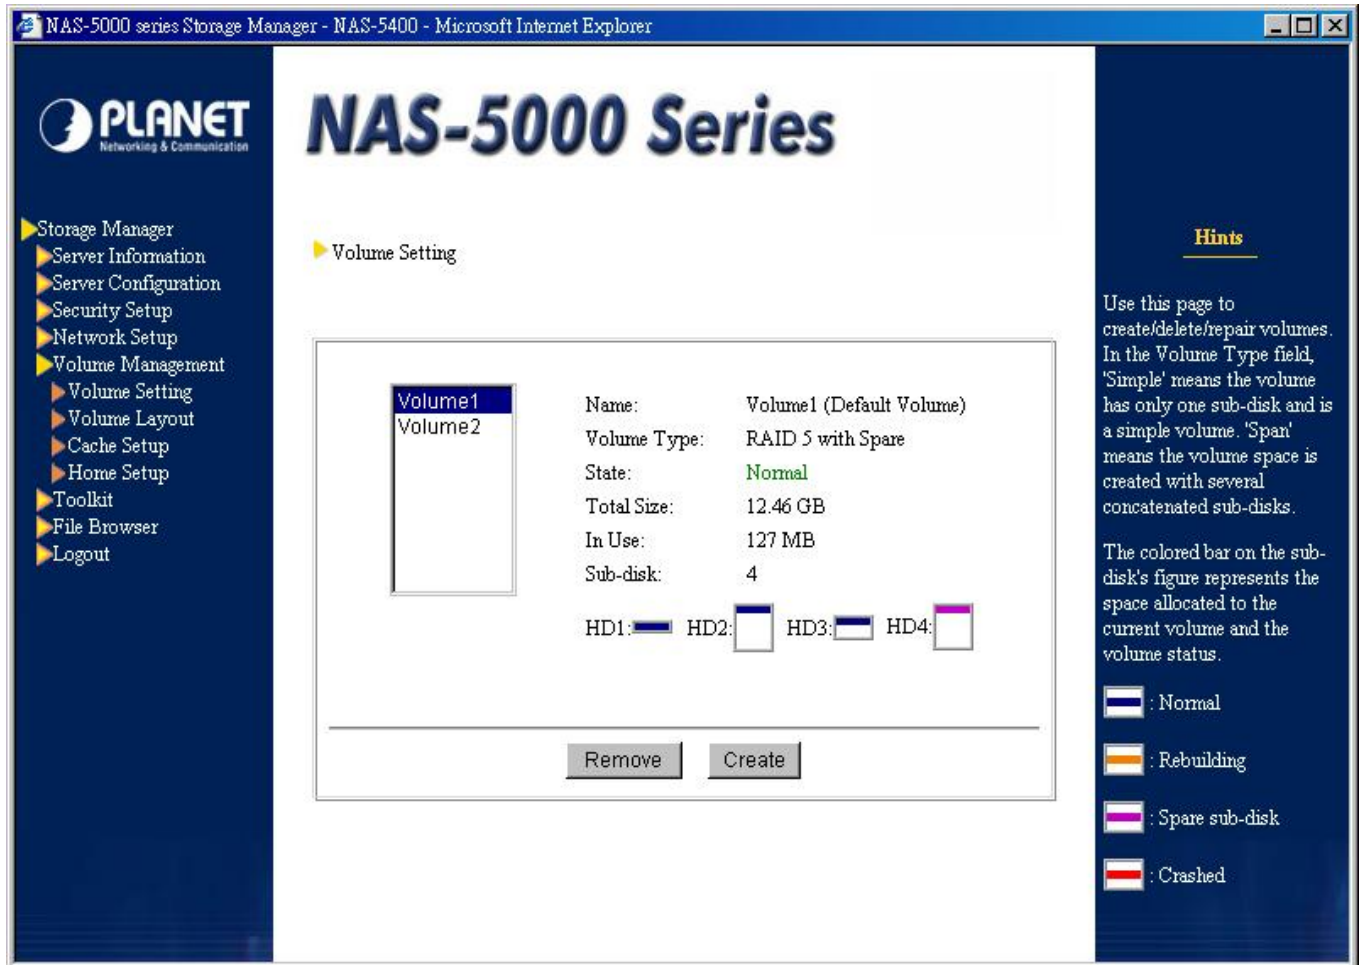 NAS-5000 series Storage Manager - NAS-5400 - Microsoft Internet Explorer
PLANET
Networking & Communication
NAS-5000 Series
Storage Manager
Server Information
Server Configuration
Security Setup
Network Setup
Volume Management
Volume Setting
Volume Layout
Cache Setup
Home Setup
Toolkit
File Browser
Logout
Volume Setting
Volume1
Volume2
Name: Volume1 (Default Volume)
Volume Type: RAID 5 with Spare
State: Normal
Total Size: 12.46 GB
In Use: 127 MB
Sub-disk: 4
HD1: HD2: HD3: HD4:
Remove Create
Hints
Use this page to
create/delete/repair volumes.
In the Volume Type field,
'Simple' means the volume
has only one sub-disk and is
a simple volume. 'Span'
means the volume space is
created with several
concatenated sub-disks.
The colored bar on the sub-
disk's figure represents the
space allocated to the
current volume and the
volume status.
: Normal
: Rebuilding
: Spare sub-disk
: Crashed